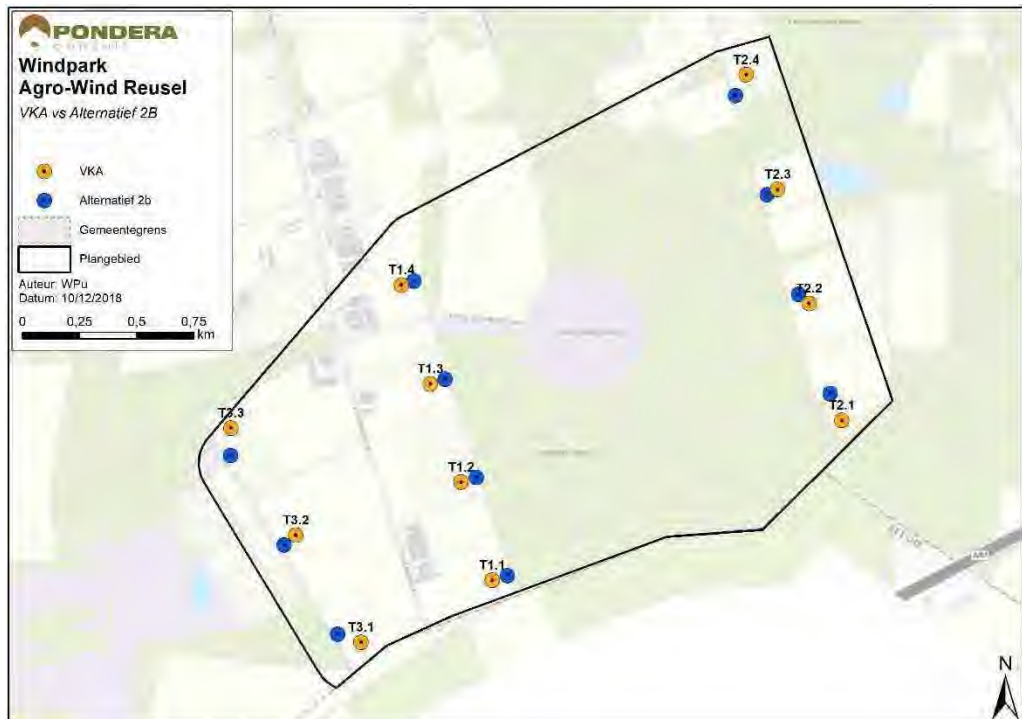 PONDERA
Windpark
Agro-Wind Reusel
VKA vs Alternatief 2B
VKA
Alternatief 2b
Gemeentegrens
Plangebied
Auteur: WPu
Datum: 10/12/2018
0 0,25 0,5 0,75
km
T2.4
T2.3
T2.2
T2.1
T1.4
T1.3
T1.2
T1.1
T3.3
T3.2
T3.1
N